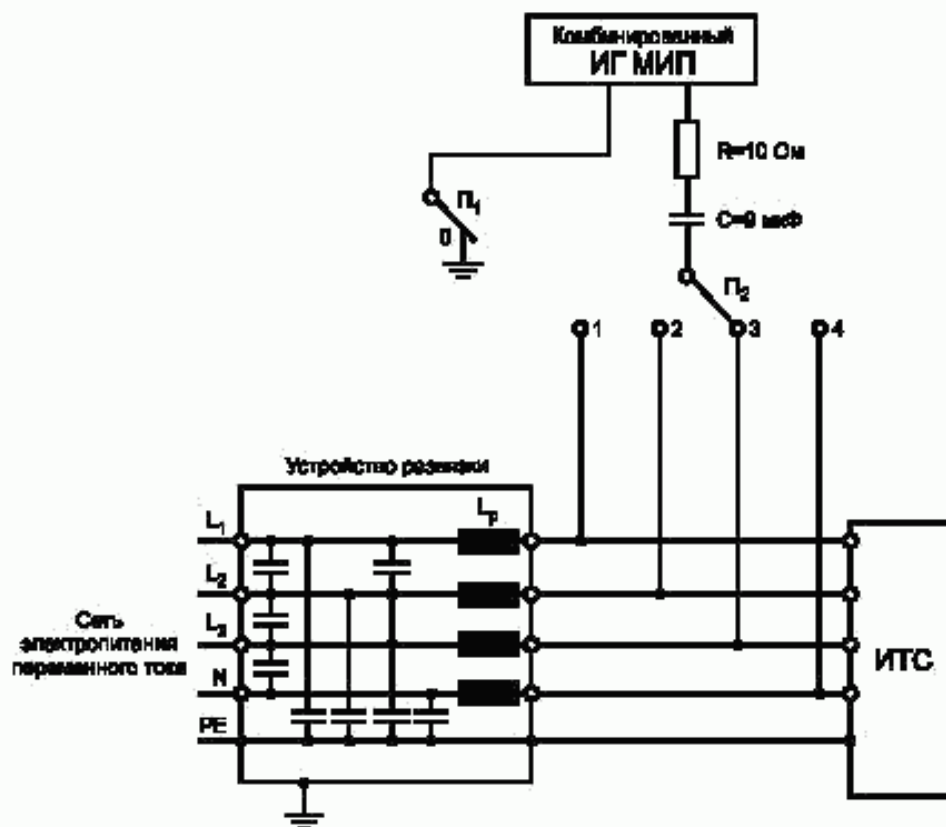 Комбинированный
ИГ МИП
R=10 Ом
C=9 мкФ
П1
0
П2
1
2
3
4
Устройство развязки
L1
Lр
L2
L3
N
PE
Сеть
электропитания
переменного тока
ИТС